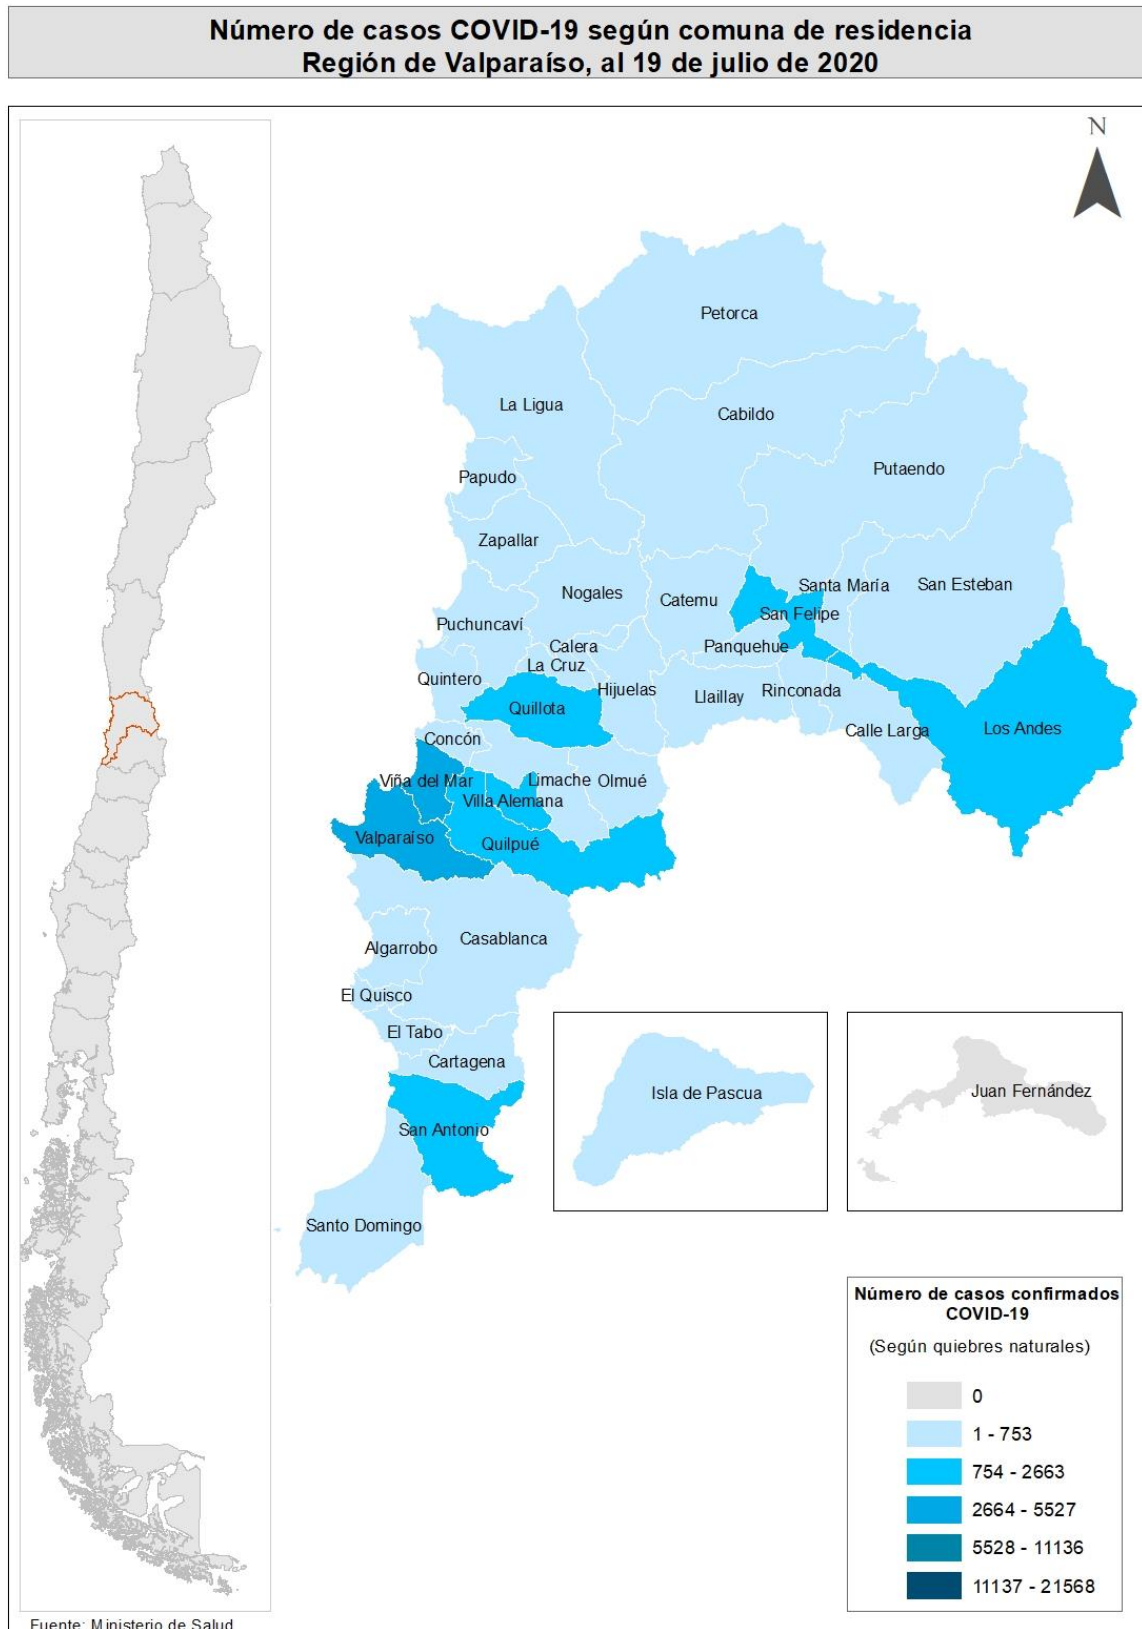 Número de casos COVID-19 según comuna de residencia
Región de Valparaíso, al 19 de julio de 2020
N
Petorca
La Ligua
Cabildo
Putaendo
Papudo
Zapallar
Nogales
Catemu
Santa María
San Esteban
San Felipe
Puchuncaví
Calera
Panquehue
La Cruz
Quintero
Hijuelas
Llaillay
Rinconada
Quillota
Calle Larga
Los Andes
Concón
Viña del Mar
Limache
Olmué
Villa Alemana
Valparaíso
Quilpué
Casablanca
Algarrobo
El Quisco
El Tabo
Cartagena
Isla de Pascua
Juan Fernández
San Antonio
Santo Domingo
Número de casos confirmados
COVID-19
(Según quiebres naturales)
0
1 - 753
754 - 2663
2664 - 5527
5528 - 11136
11137 - 21568
Fuente: Ministerio de Salud